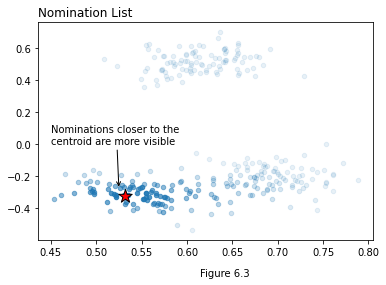 Nomination List
0.6
0.4
0.2
0.0
−0.2
−0.4
Nominations closer to the
centroid are more visible
0.45 0.50 0.55 0.60 0.65 0.70 0.75 0.80
Figure 6.3